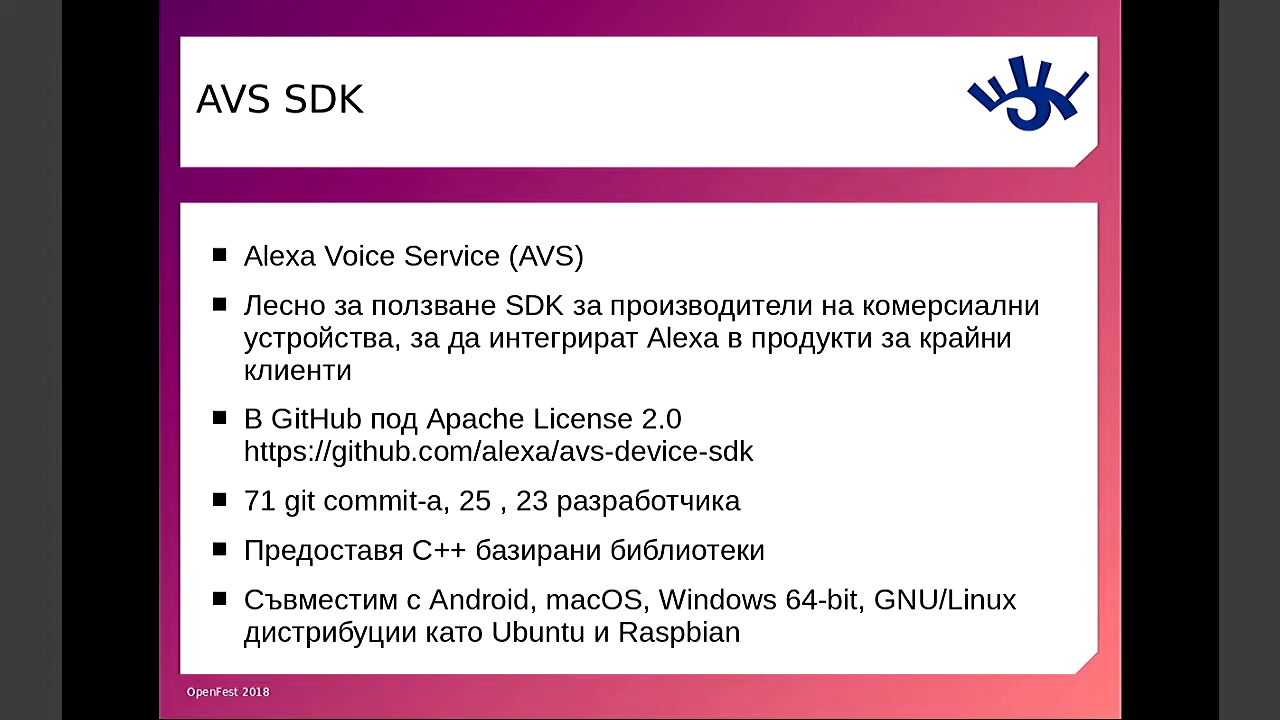 AVS SDK
Alexa Voice Service (AVS)
Лесно за ползване SDK за производители на комерсиални
устройства, за да интегрират Alexa в продукти за крайни
клиенти
В GitHub под Apache License 2.0
https://github.com/alexa/avs-device-sdk
71 git commit-а, 25 , 23 разработчика
Предоставя C++ базирани библиотеки
Съвместим с Android, macOS, Windows 64-bit, GNU/Linux
дистрибуции като Ubuntu и Raspbian
OpenFest 2018